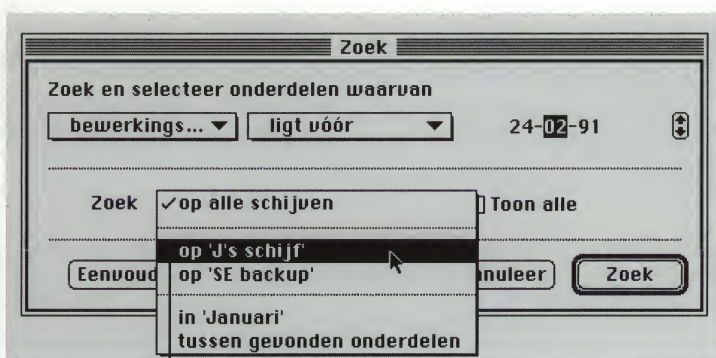 Zoek
Zoek en selecteer onderdelen waarvan
bewerkings... ligt vóór 24-02-91
Zoek ✓op alle schijven Toon alle
op 'J's schijf'
op 'SE backup'
Eenvoud nnuleer Zoek
in 'Januari'
tussen gevonden onderdelen